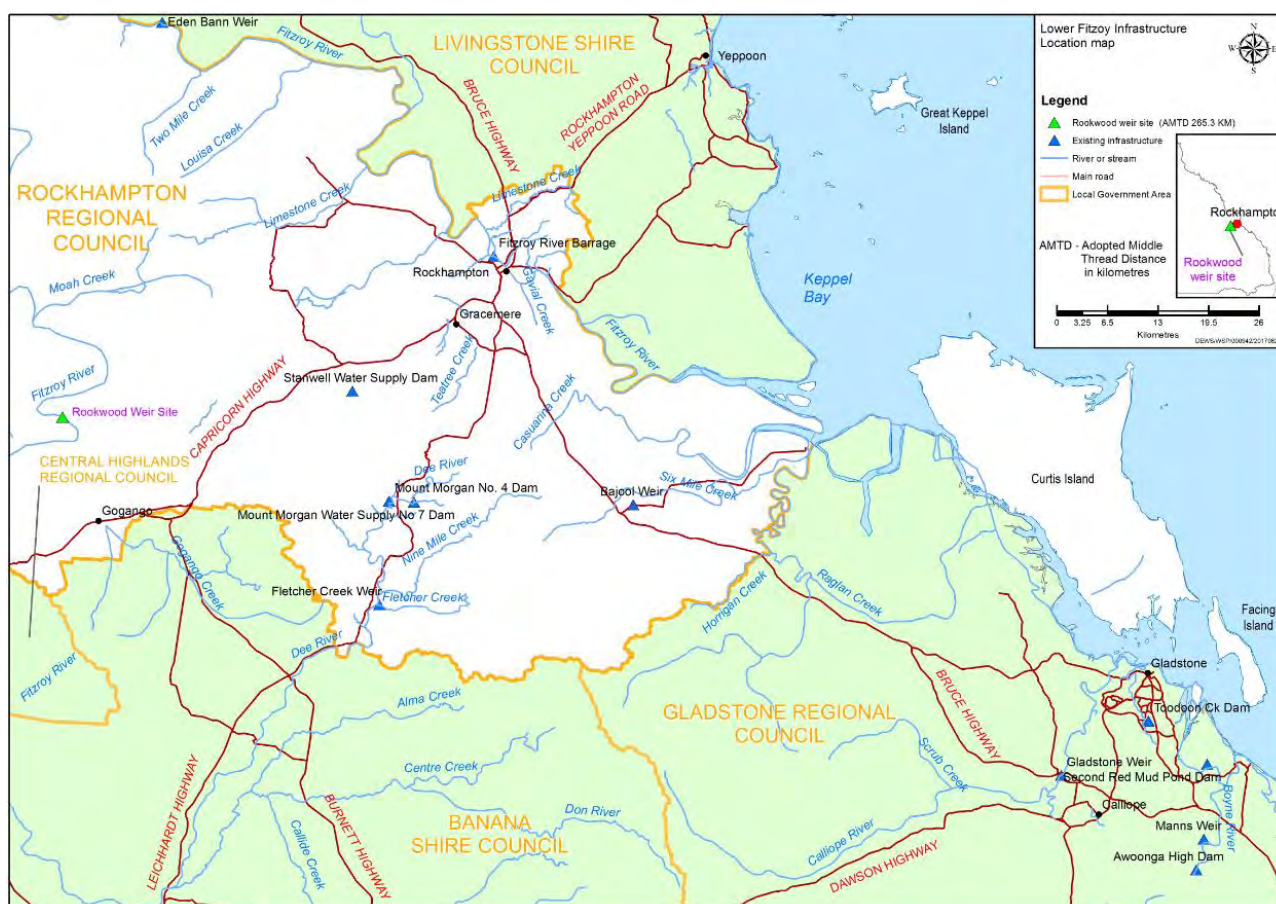 Eden Bann Weir
Fitzroy River
LIVINGSTONE SHIRE
COUNCIL
Yeppoon
BRUCE HIGHWAY
ROCKHAMPTON
YEPPOON ROAD
Great Keppel
Island
Two Mile Creek
Louisa Creek
ROCKHAMPTON
REGIONAL
COUNCIL
Limestone Creek
Limestone Creek
Fitzroy River Barrage
Rockhampton
Gavial Creek
Moah Creek
Keppel
Bay
Gracemere
Fitzroy River
Teatree Creek
Stanwell Water Supply Dam
Fitzroy River
Rookwood Weir Site
CAPRICORN HIGHWAY
Casuarina Creek
CENTRAL HIGHLANDS
REGIONAL COUNCIL
Dee River
Six Mile Creek
Mount Morgan No. 4 Dam
Bajool Weir
Curtis Island
Gogango
Mount Morgan Water Supply No 7 Dam
Nine Mile Creek
Gogango Creek
Fletcher Creek Weir
Fletcher Creek
Raglan Creek
Horrigan Creek
Facing
Island
Dee River
Fitzroy River
Gladstone
Alma Creek
GLADSTONE REGIONAL
COUNCIL
BRUCE HIGHWAY
Toodoon Ck Dam
Centre Creek
Scrub Creek
Gladstone Weir
Second Red Mud Pond Dam
LEICHHARDT HIGHWAY
BURNETT HIGHWAY
Don River
Boyne River
Calliope
BANANA
SHIRE COUNCIL
Callide Creek
Calliope River
Manns Weir
DAWSON HIGHWAY
Awoonga High Dam
Lower Fitzoy Infrastructure
Location map
N
W E
S
Legend
Rookwood weir site (AMTD 265.3 KM)
Existing infrastructure
River or stream
Main road
Local Government Area
AMTD - Adopted Middle
Thread Distance
in kilometres
Rockhampto
Rookwood
weir site
0 3.25 6.5 13 19.5 26
Kilometres